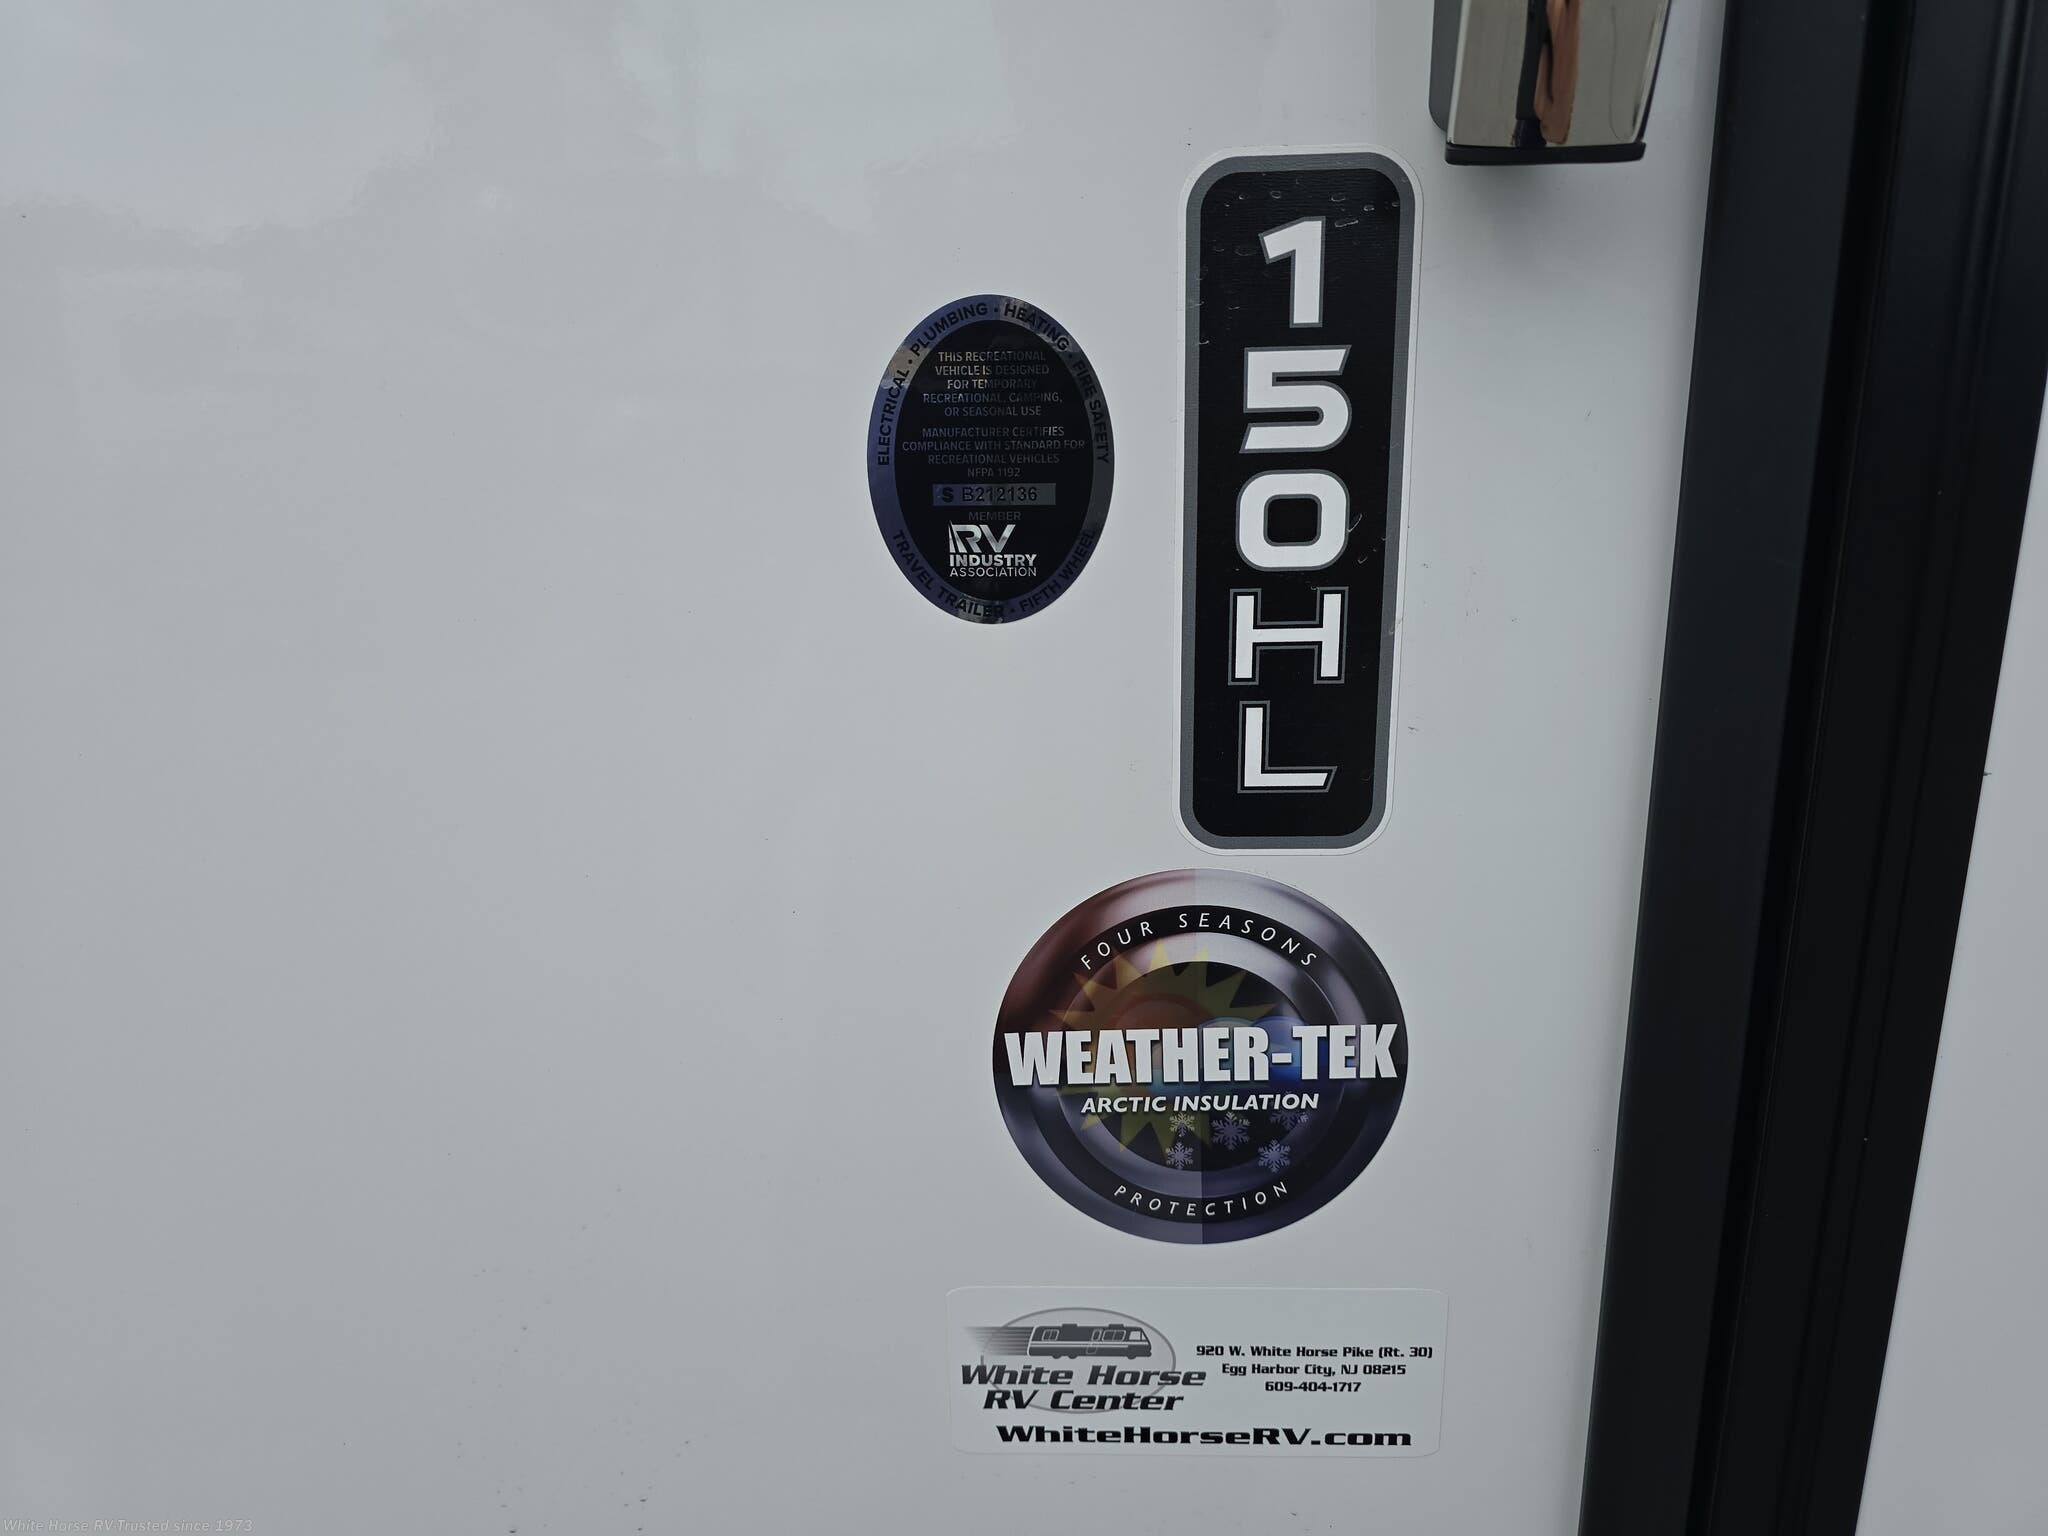 ELECTRICAL • PLUMBING • HEATING • FIRE SAFETY
THIS RECREATIONAL
VEHICLE IS DESIGNED
FOR TEMPORARY
RECREATIONAL, CAMPING,
OR SEASONAL USE
MANUFACTURER CERTIFIES
COMPLIANCE WITH STANDARD FOR
RECREATIONAL VEHICLES
NFPA 1192
S B212136
MEMBER
RV
INDUSTRY
ASSOCIATION
TRAVEL TRAILER • FIFTH WHEEL
1
5
0
H
L
FOUR SEASONS
WEATHER-TEK
ARCTIC INSULATION
PROTECTION
White Horse
RV Center
920 W. White Horse Pike (Rt. 30)
Egg Harbor City, NJ 08215
609-404-1717
WhiteHorseRV.com
White Horse RV-Trusted since 1973